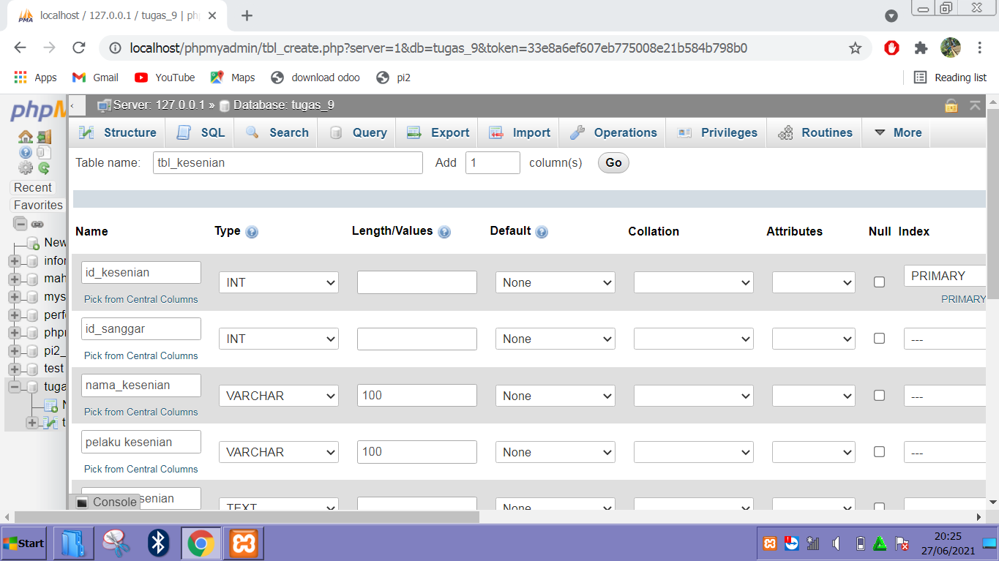 localhost / 127.0.0.1 / tugas_9 | ph
localhost/phpmyadmin/tbl_create.php?server=1&db=tugas_9&token=33e8a6ef607eb775008e21b584b798b0
Apps Gmail YouTube Maps download odoo pi2 Reading list
phpM
Server: 127.0.0.1 » Database: tugas_9
Structure SQL Search Query Export Import Operations Privileges Routines More
Table name: tbl_kesenian Add 1 column(s) Go
Recent
Favorites
New
infor
mah
mys
perf
phpr
pi2_
test
tuga
N
t
Name Type Length/Values Default Collation Attributes Null Index
id_kesenian INT None PRIMARY
Pick from Central Columns PRIMARY
id_sanggar INT None ---
Pick from Central Columns
nama_kesenian VARCHAR 100 None ---
Pick from Central Columns
pelaku kesenian VARCHAR 100 None ---
Pick from Central Columns
senian TEXT None
Console
Start 20:25
27/06/2021